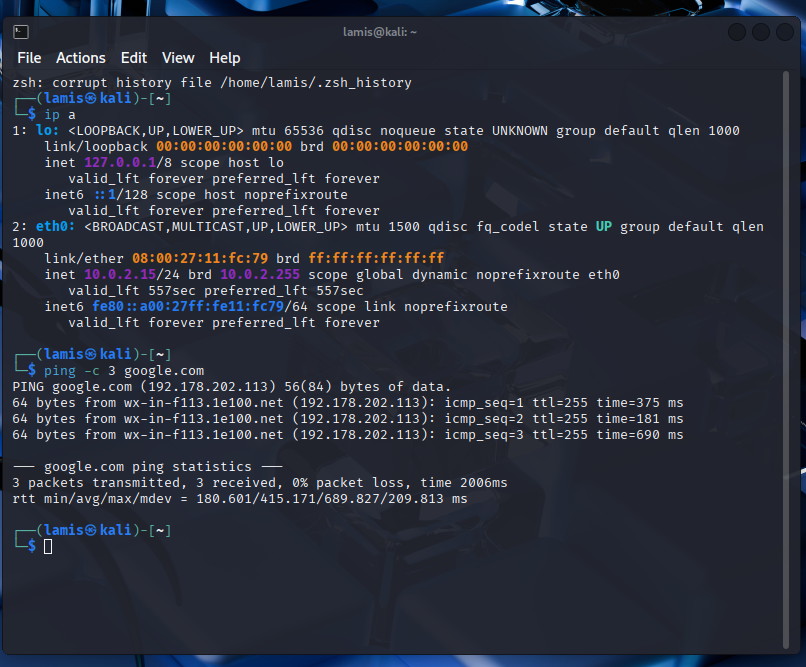 lamis@kali: ~
File Actions Edit View Help
zsh: corrupt history file /home/lamis/.zsh_history
┌──(lamis㉿kali)-[~]
└─$ ip a
1: lo: <LOOPBACK,UP,LOWER_UP> mtu 65536 qdisc noqueue state UNKNOWN group default qlen 1000
    link/loopback 00:00:00:00:00:00 brd 00:00:00:00:00:00
    inet 127.0.0.1/8 scope host lo
       valid_lft forever preferred_lft forever
    inet6 ::1/128 scope host noprefixroute
       valid_lft forever preferred_lft forever
2: eth0: <BROADCAST,MULTICAST,UP,LOWER_UP> mtu 1500 qdisc fq_codel state UP group default qlen
1000
    link/ether 08:00:27:11:fc:79 brd ff:ff:ff:ff:ff:ff
    inet 10.0.2.15/24 brd 10.0.2.255 scope global dynamic noprefixroute eth0
       valid_lft 557sec preferred_lft 557sec
    inet6 fe80::a00:27ff:fe11:fc79/64 scope link noprefixroute
       valid_lft forever preferred_lft forever
┌──(lamis㉿kali)-[~]
└─$ ping -c 3 google.com
PING google.com (192.178.202.113) 56(84) bytes of data.
64 bytes from wx-in-f113.1e100.net (192.178.202.113): icmp_seq=1 ttl=255 time=375 ms
64 bytes from wx-in-f113.1e100.net (192.178.202.113): icmp_seq=2 ttl=255 time=181 ms
64 bytes from wx-in-f113.1e100.net (192.178.202.113): icmp_seq=3 ttl=255 time=690 ms
--- google.com ping statistics ---
3 packets transmitted, 3 received, 0% packet loss, time 2006ms
rtt min/avg/max/mdev = 180.601/415.171/689.827/209.813 ms
┌──(lamis㉿kali)-[~]
└─$